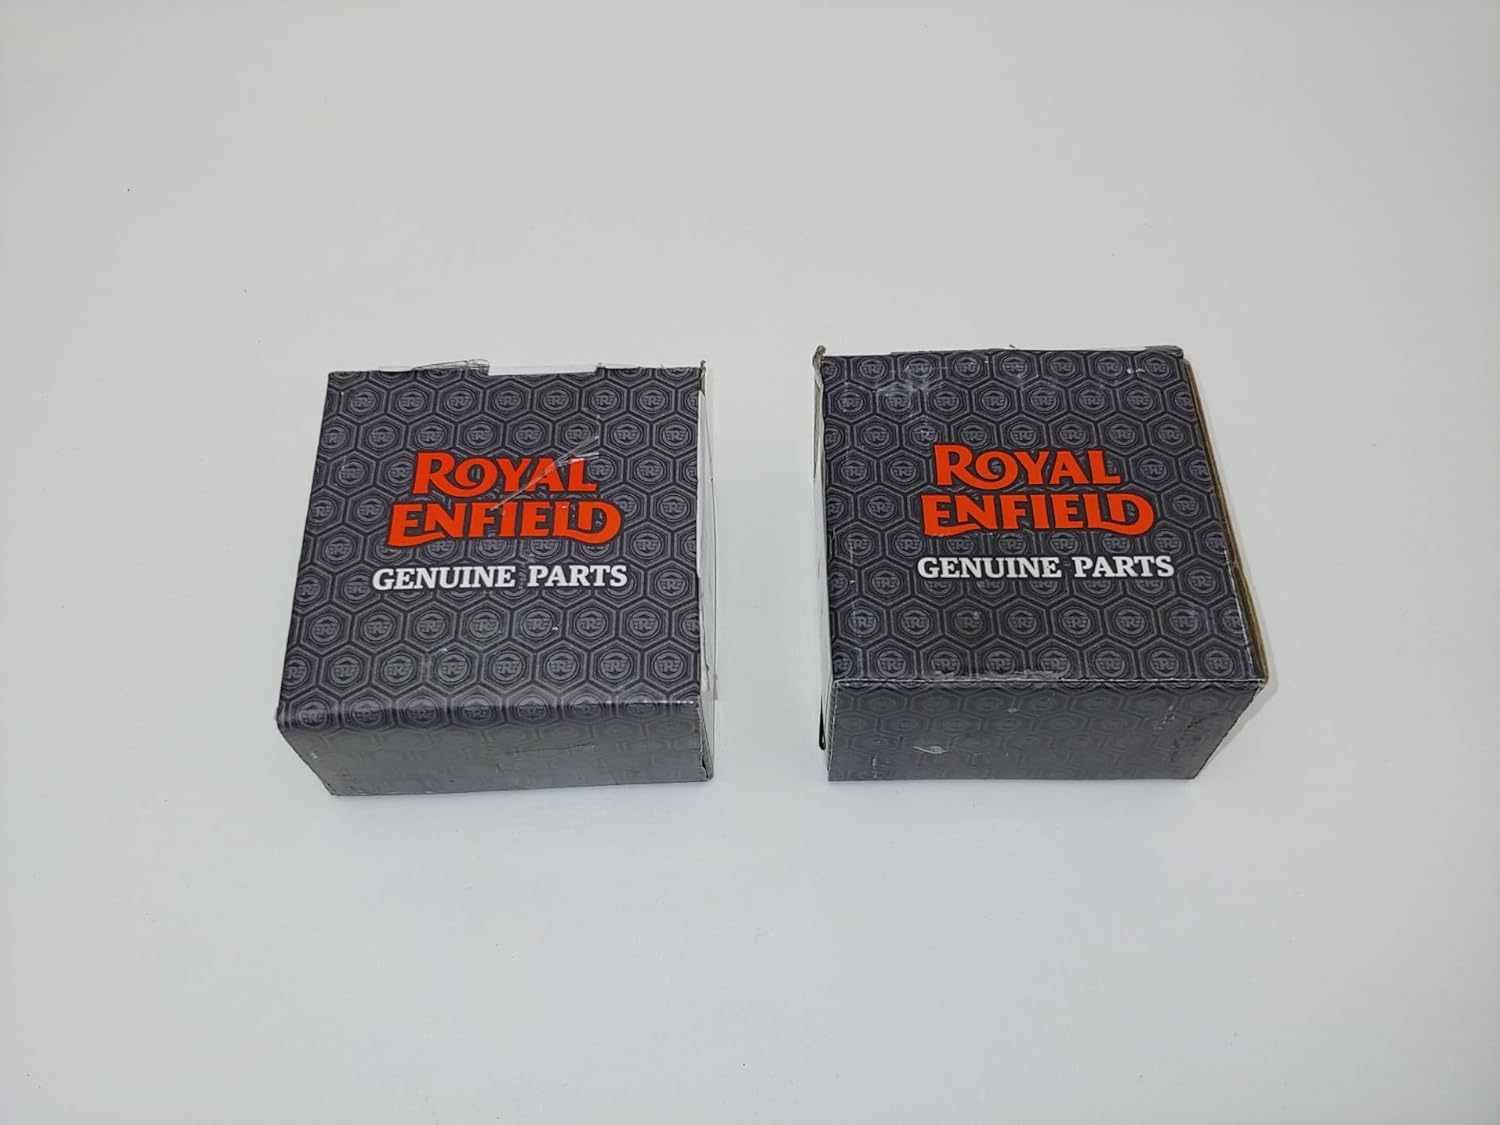 ROYAL
ENFIELD
GENUINE PARTS
ROYAL
ENFIELD
GENUINE PARTS